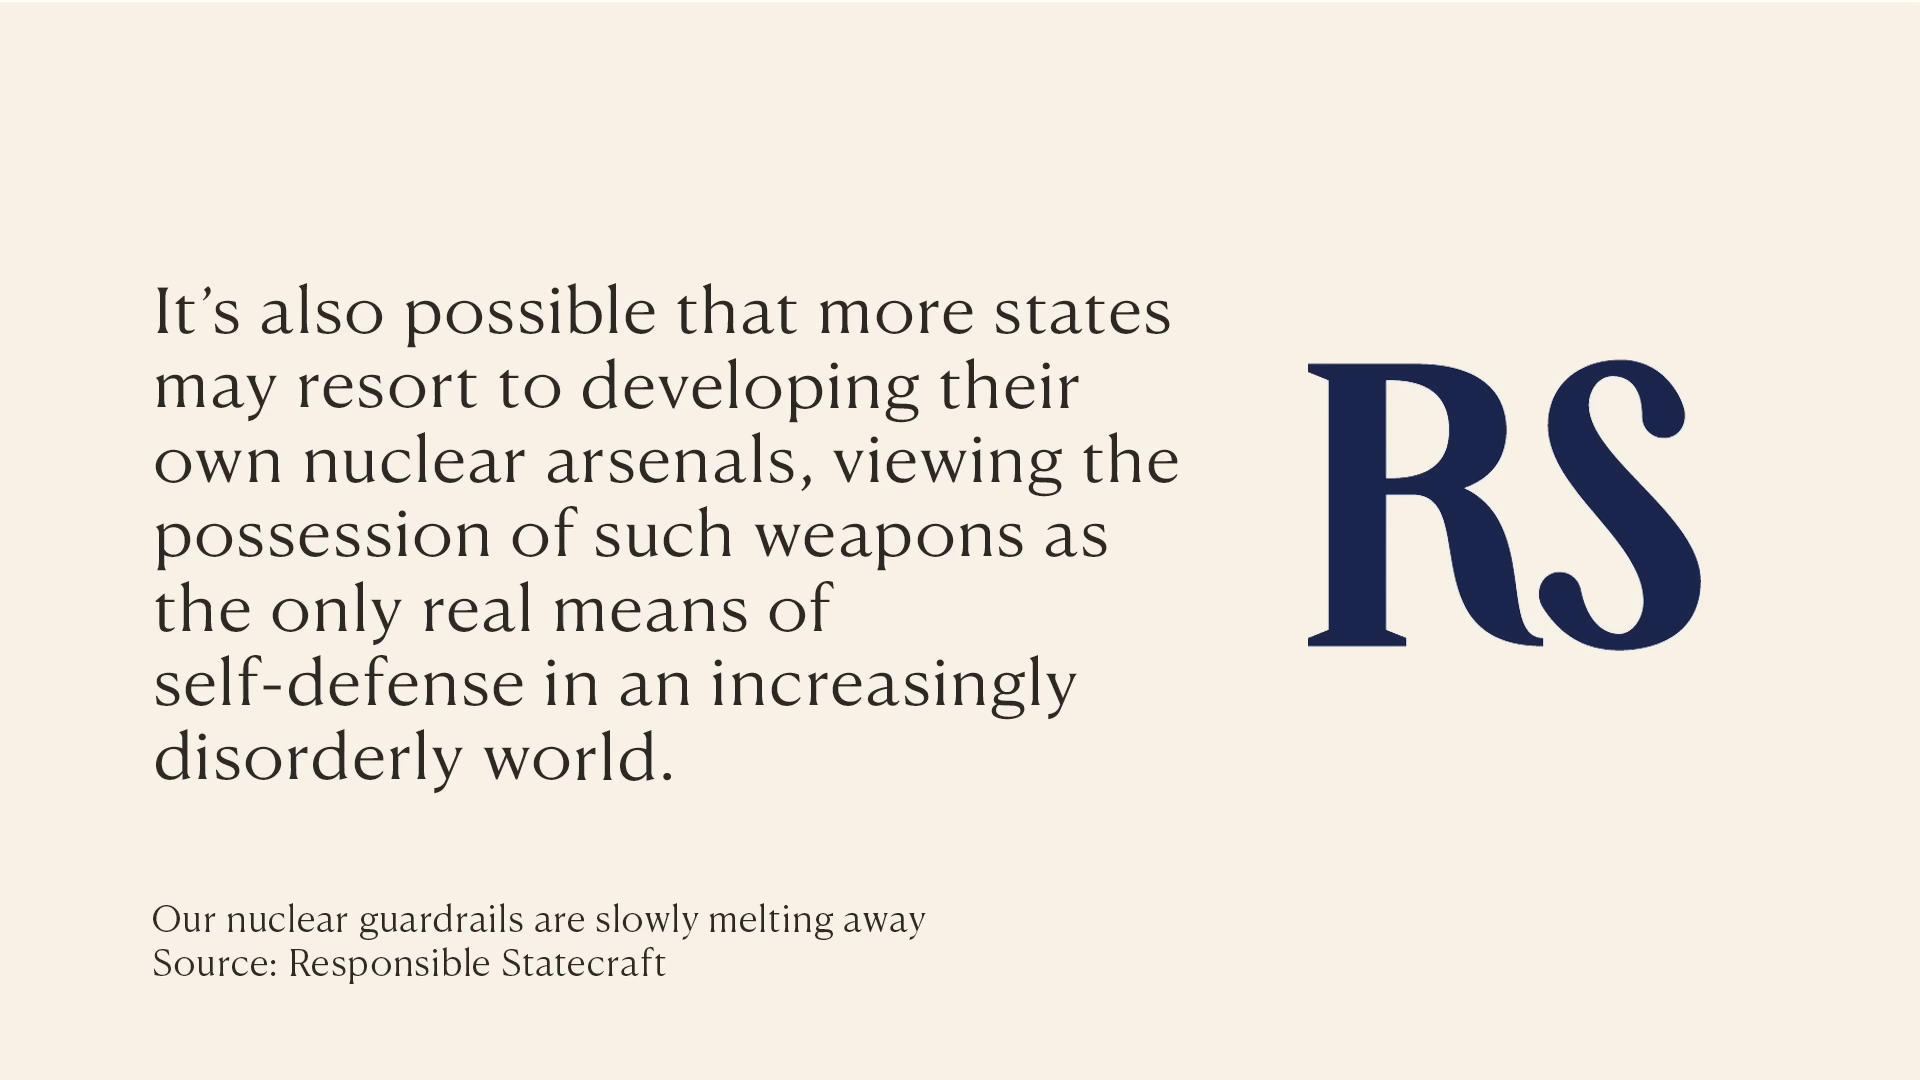 It’s also possible that more states
may resort to developing their
own nuclear arsenals, viewing the
possession of such weapons as
the only real means of
self-defense in an increasingly
disorderly world.
RS
Our nuclear guardrails are slowly melting away
Source: Responsible Statecraft